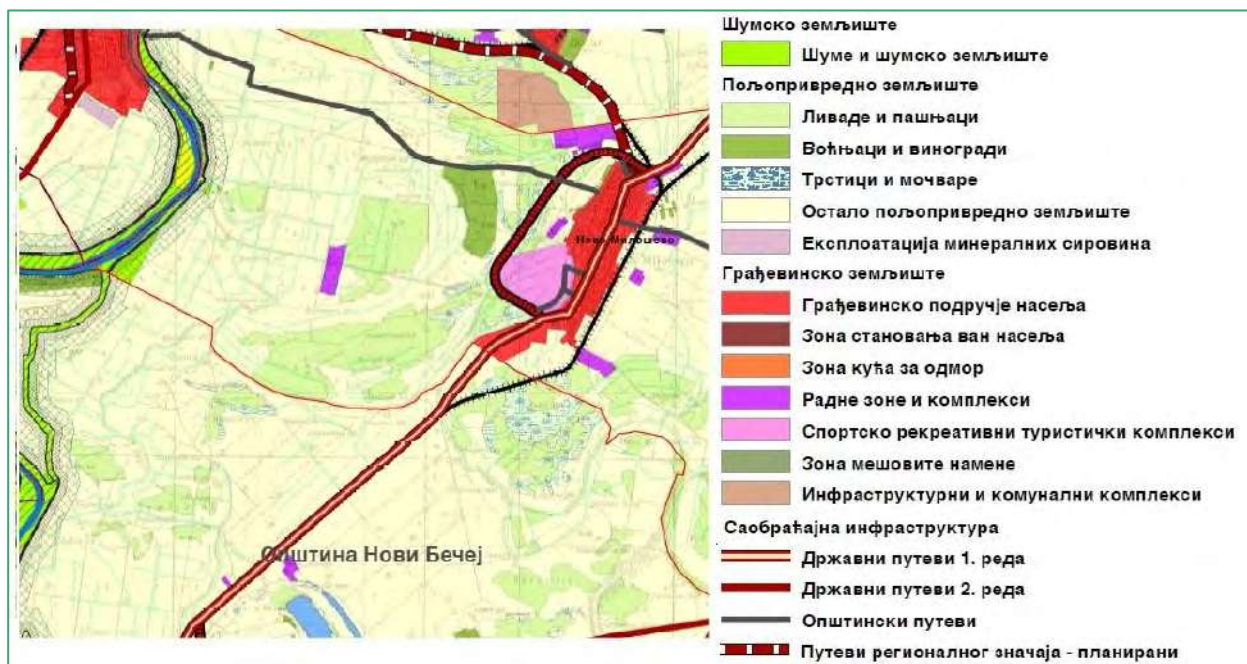 Ново Милошево
Општина Нови Бечеј
Шумско земљиште
Шуме и шумско земљиште
Пољопривредно земљиште
Ливаде и пашњаци
Воћњаци и виногради
Трстици и мочваре
Остало пољопривредно земљиште
Експлоатација минералних сировина
Грађевинско земљиште
Грађевинско подручје насеља
Зона становања ван насеља
Зона кућа за одмор
Радне зоне и комплекси
Спортско рекреативни туристички комплекси
Зона мешовите намене
Инфраструктурни и комунални комплекси
Саобраћајна инфраструктура
Државни путеви 1. реда
Државни путеви 2. реда
Општински путеви
Путеви регионалног значаја - планирани